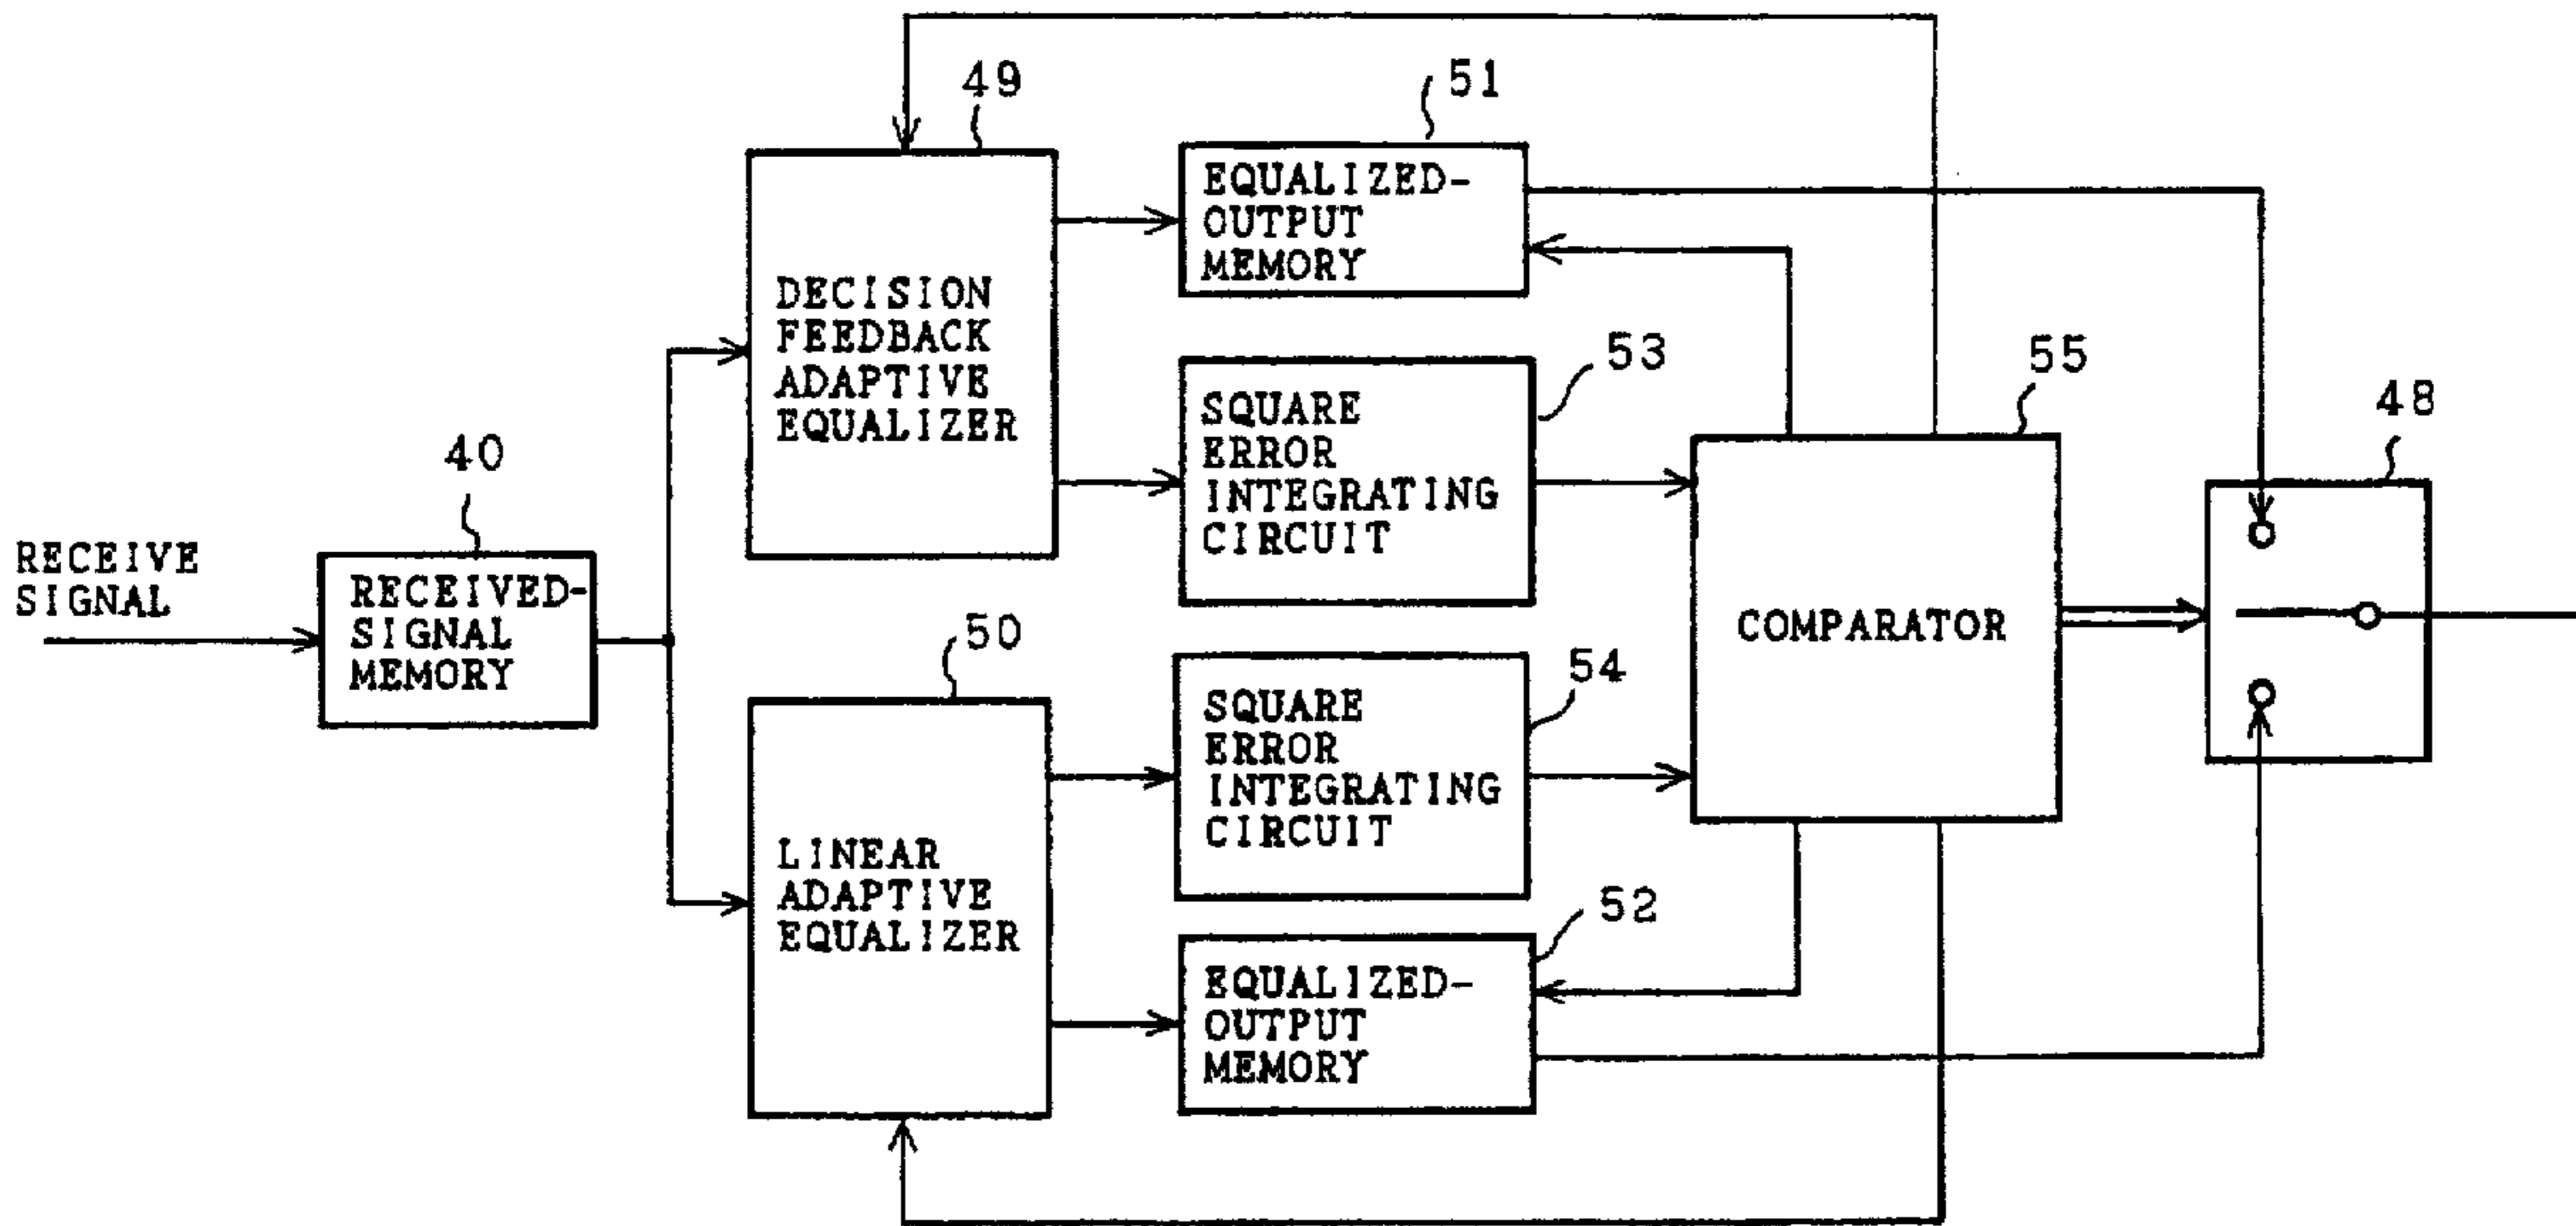 49
51
EQUALIZED-
OUTPUT
MEMORY
DECISION
FEEDBACK
ADAPTIVE
EQUALIZER
53
SQUARE
ERROR
INTEGRATING
CIRCUIT
55
48
40
RECEIVE
SIGNAL
RECEIVED-
SIGNAL
MEMORY
COMPARATOR
50
54
SQUARE
ERROR
INTEGRATING
CIRCUIT
LINEAR
ADAPTIVE
EQUALIZER
52
EQUALIZED-
OUTPUT
MEMORY